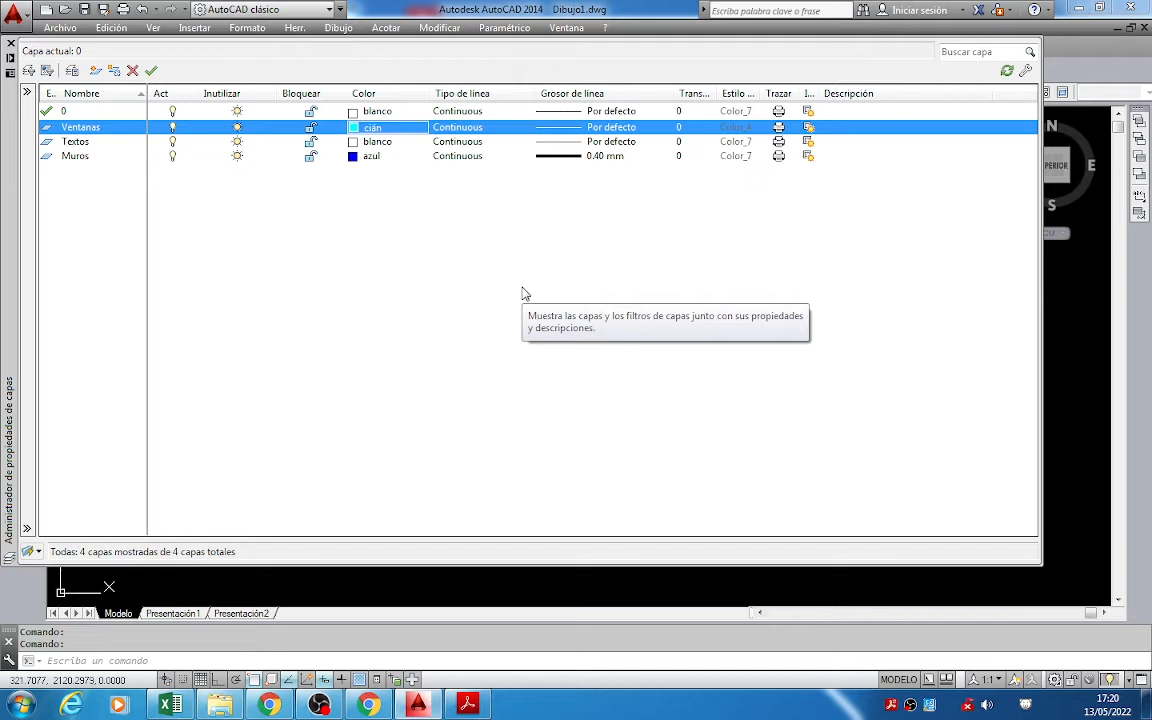 AutoCAD clásico
Autodesk AutoCAD 2014 Dibujo1.dwg
Escriba palabra clave o frase
Iniciar sesión
Archivo Edición Ver Insertar Formato Herr. Dibujo Acotar Modificar Paramétrico Ventana ?
Capa actual: 0
Buscar capa
E.. Nombre Act Inutilizar Bloquear Color Tipo de línea Grosor de línea Trans... Estilo ... Trazar I... Descripción
0 blanco Continuous Por defecto 0 Color_7
Ventanas cián Continuous Por defecto 0 Color_4
Textos blanco Continuous Por defecto 0 Color_7
Muros azul Continuous 0.40 mm 0 Color_7
N
E
S
Muestra las capas y los filtros de capas junto con sus propiedades
y descripciones.
Administrador de propiedades de capas
Todas: 4 capas mostradas de 4 capas totales
X
Modelo Presentación1 Presentación2
Comando:
Comando:
Escriba un comando
321.7077, 2120.2979, 0.0000
MODELO
1:1
17:20
13/05/2022